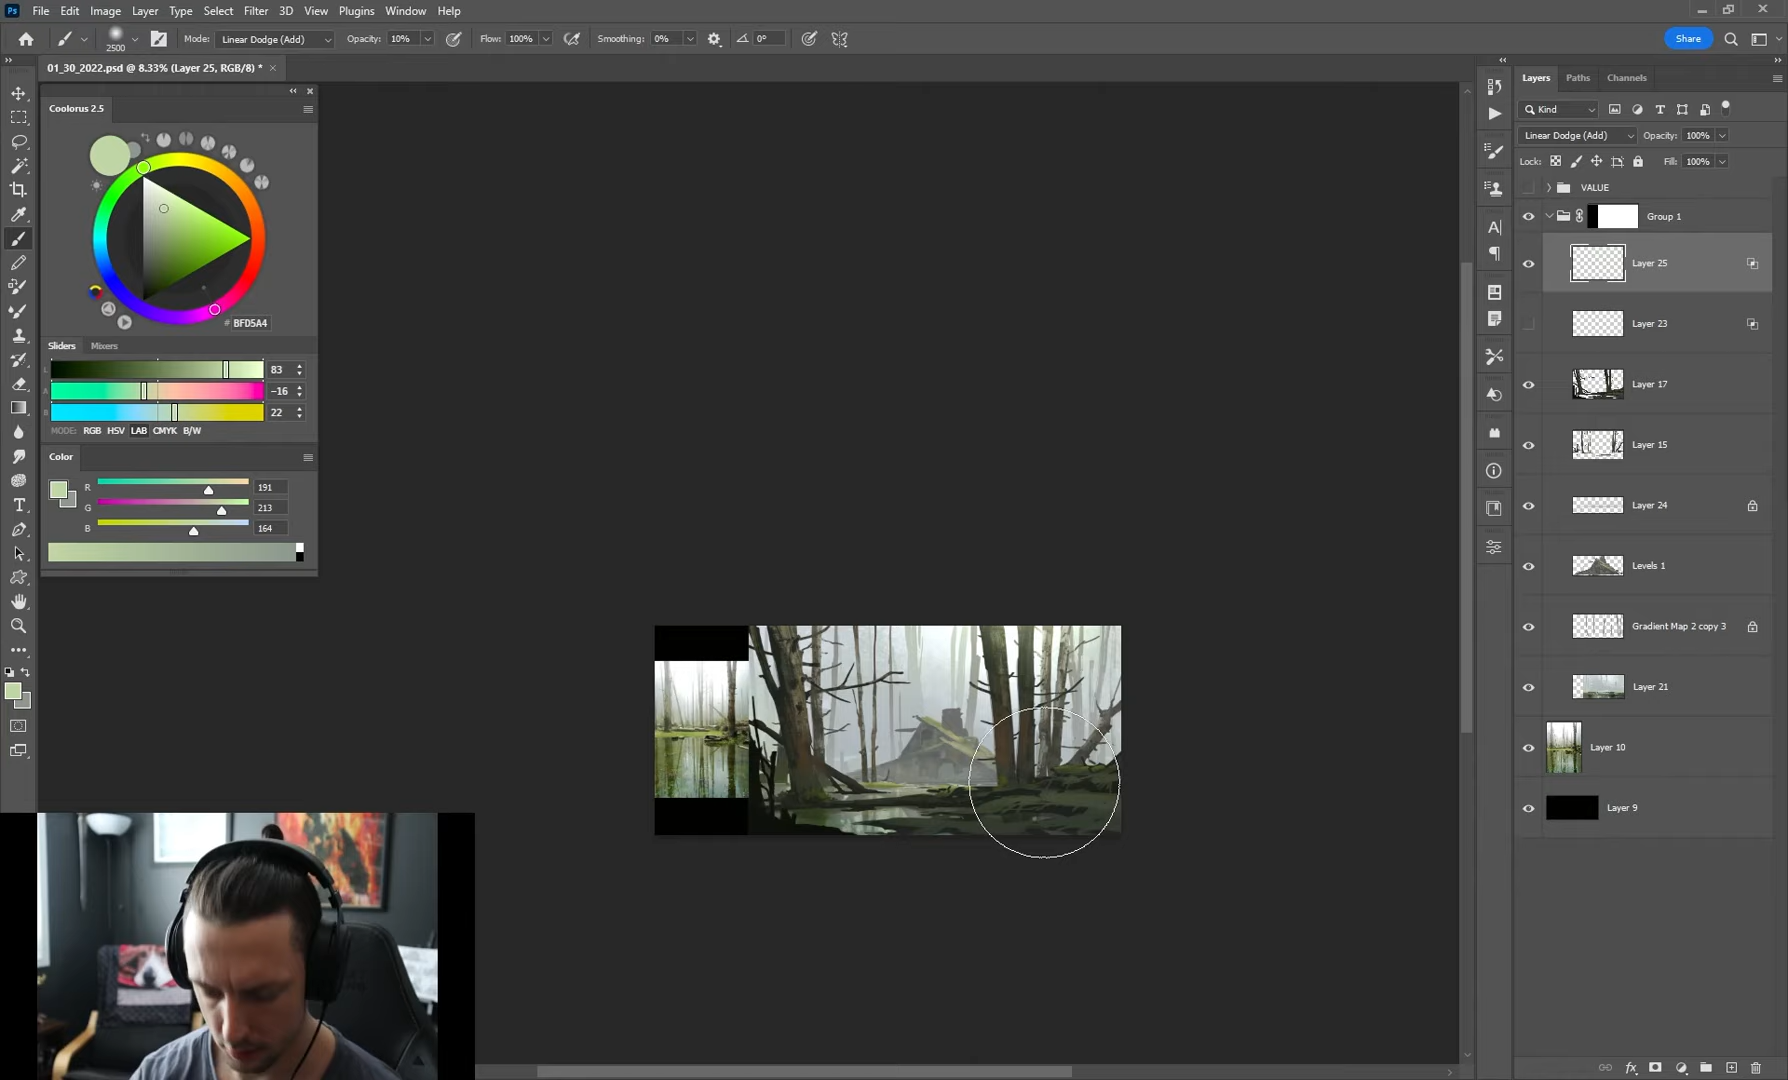 Ps File Edit Image Layer Type Select Filter 3D View Plugins Window Help
2500 Mode: Linear Dodge (Add) Opacity: 10% Flow: 100% Smoothing: 0% 0° Share
01_30_2022.psd @ 8.33% (Layer 25, RGB/8) *
Coolorus 2.5
# BFD5A4
Sliders Mixers
L 83
A -16
B 22
MODE: RGB HSV LAB CMYK B/W
Color
R 191
G 213
B 164
Layers Paths Channels
Kind
Linear Dodge (Add) Opacity: 100%
Lock: Fill: 100%
VALUE
Group 1
Layer 25
Layer 23
Layer 17
Layer 15
Layer 24
Levels 1
Gradient Map 2 copy 3
Layer 21
Layer 10
Layer 9